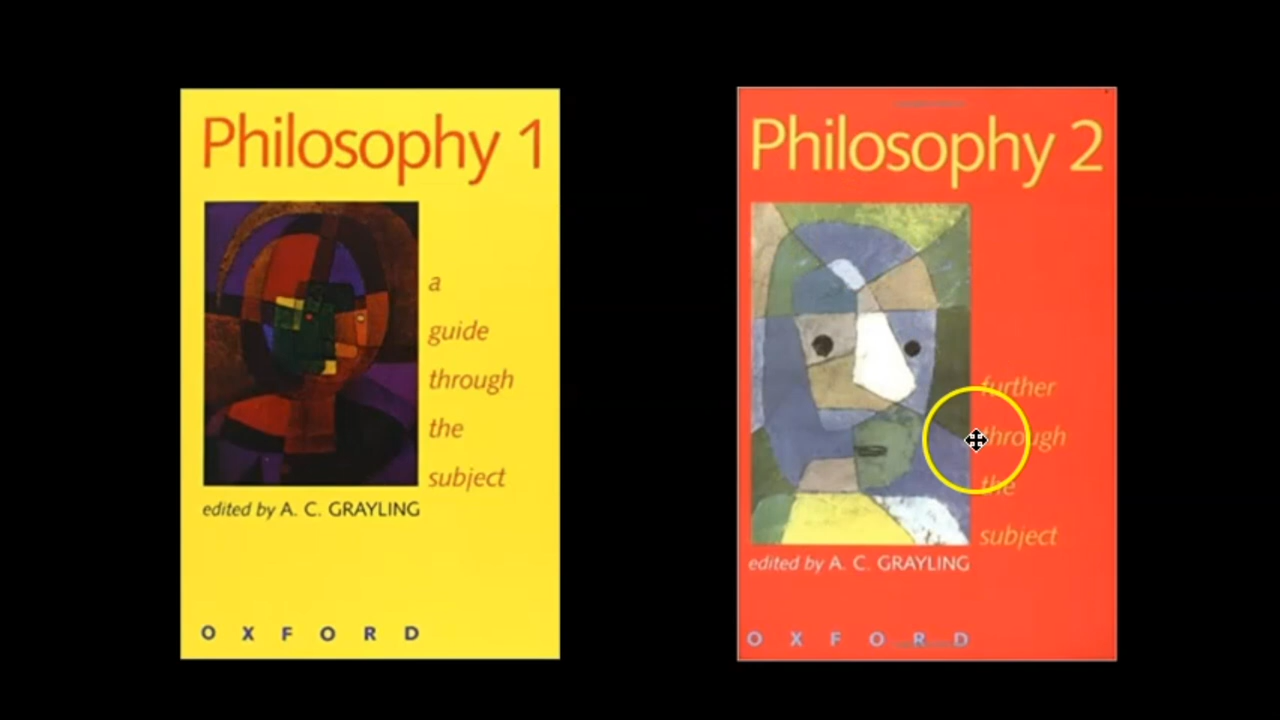 Philosophy 1
a
guide
through
the
subject
edited by A. C. GRAYLING
OXFORD
Philosophy 2
further
through
the
subject
edited by A. C. GRAYLING
OXFORD